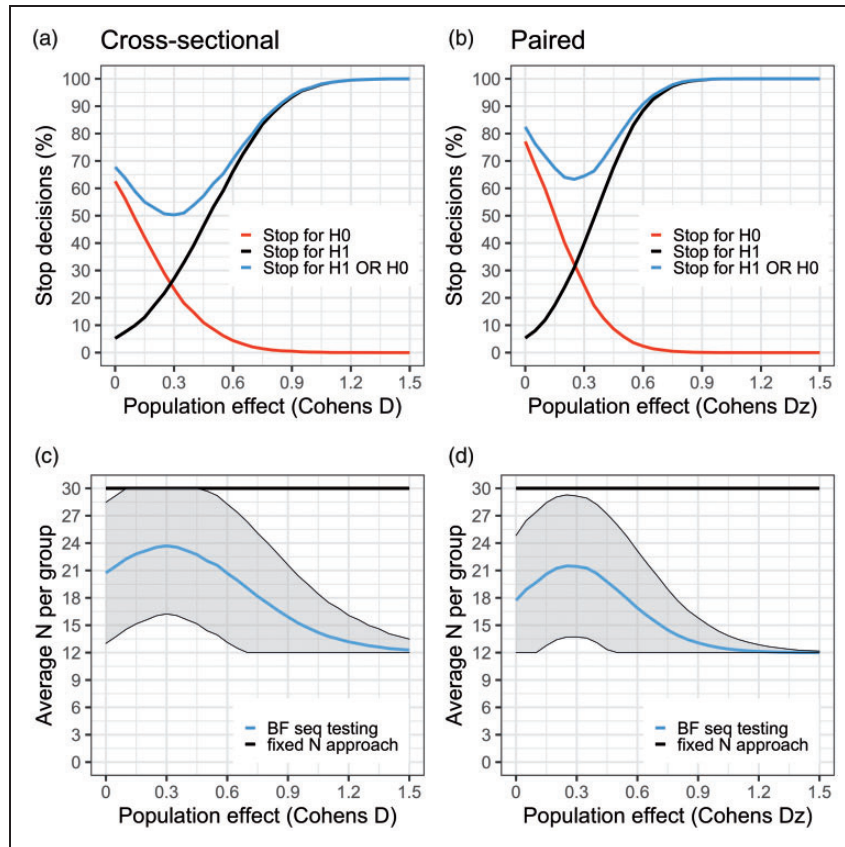 (a) Cross-sectional
Stop decisions (%)
100
90
80
70
60
50
40
30
20
10
0
Stop for H0
Stop for H1
Stop for H1 OR H0
0 0.3 0.6 0.9 1.2 1.5
Population effect (Cohens D)
(b) Paired
Stop decisions (%)
100
90
80
70
60
50
40
30
20
10
0
Stop for H0
Stop for H1
Stop for H1 OR H0
0 0.3 0.6 0.9 1.2 1.5
Population effect (Cohens Dz)
(c)
Average N per group
30
27
24
21
18
15
12
9
6
3
0
BF seq testing
fixed N approach
0 0.3 0.6 0.9 1.2 1.5
Population effect (Cohens D)
(d)
Average N per group
30
27
24
21
18
15
12
9
6
3
0
BF seq testing
fixed N approach
0 0.3 0.6 0.9 1.2 1.5
Population effect (Cohens Dz)